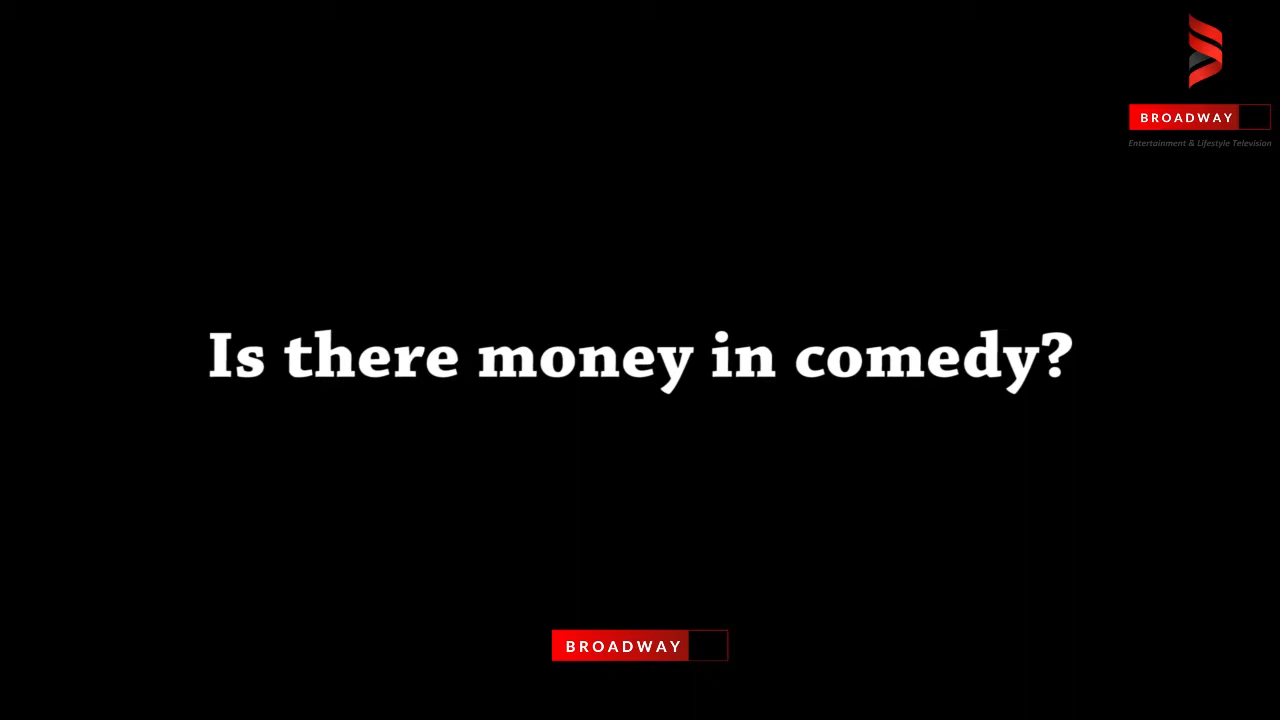 BROADWAY
Entertainment & Lifestyle Television
Is there money in comedy?
BROADWAY